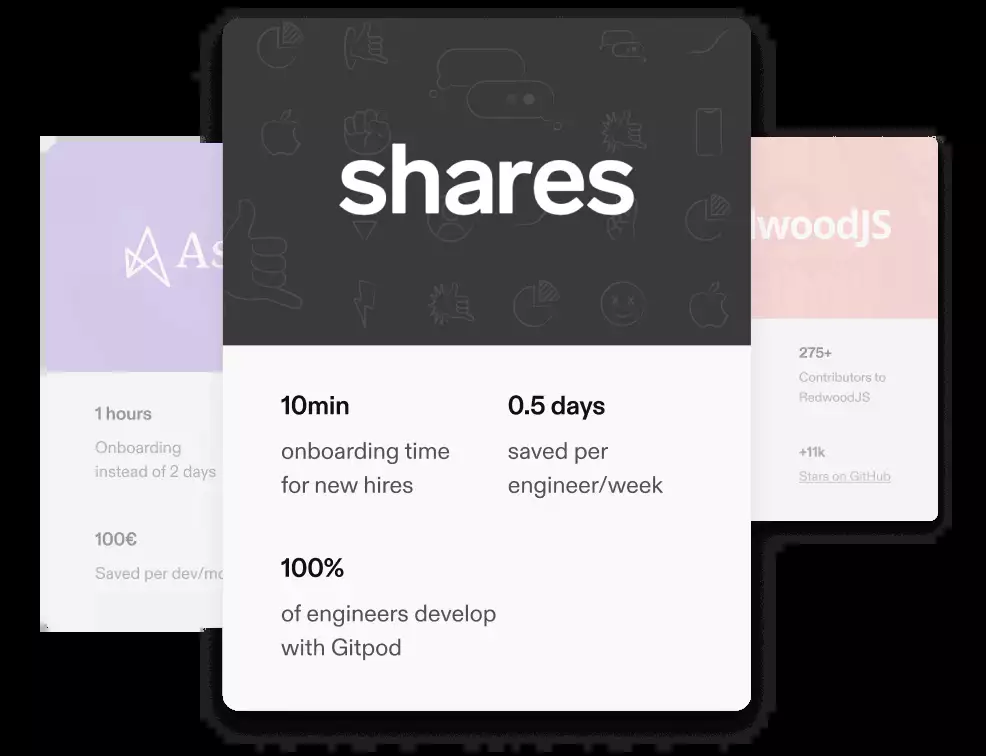 As
1 hours
Onboarding
instead of 2 days
100€
Saved per dev/mo
shares
10min
onboarding time
for new hires
0.5 days
saved per
engineer/week
100%
of engineers develop
with Gitpod
dwoodJS
275+
Contributors to
RedwoodJS
+11k
Stars on GitHub